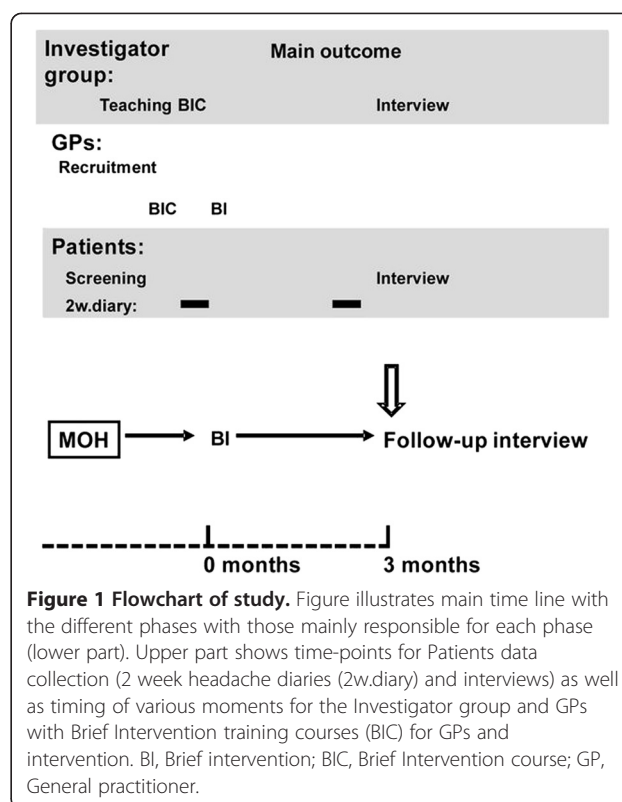 Investigator group: Main outcome
Teaching BIC Interview
GPs:
Recruitment
BIC BI
Patients:
Screening Interview
2w.diary:
MOH BI Follow-up interview
0 months 3 months
Figure 1 Flowchart of study. Figure illustrates main time line with
the different phases with those mainly responsible for each phase
(lower part). Upper part shows time-points for Patients data
collection (2 week headache diaries (2w.diary) and interviews) as well
as timing of various moments for the Investigator group and GPs
with Brief Intervention training courses (BIC) for GPs and
intervention. BI, Brief intervention; BIC, Brief Intervention course; GP,
General practitioner.